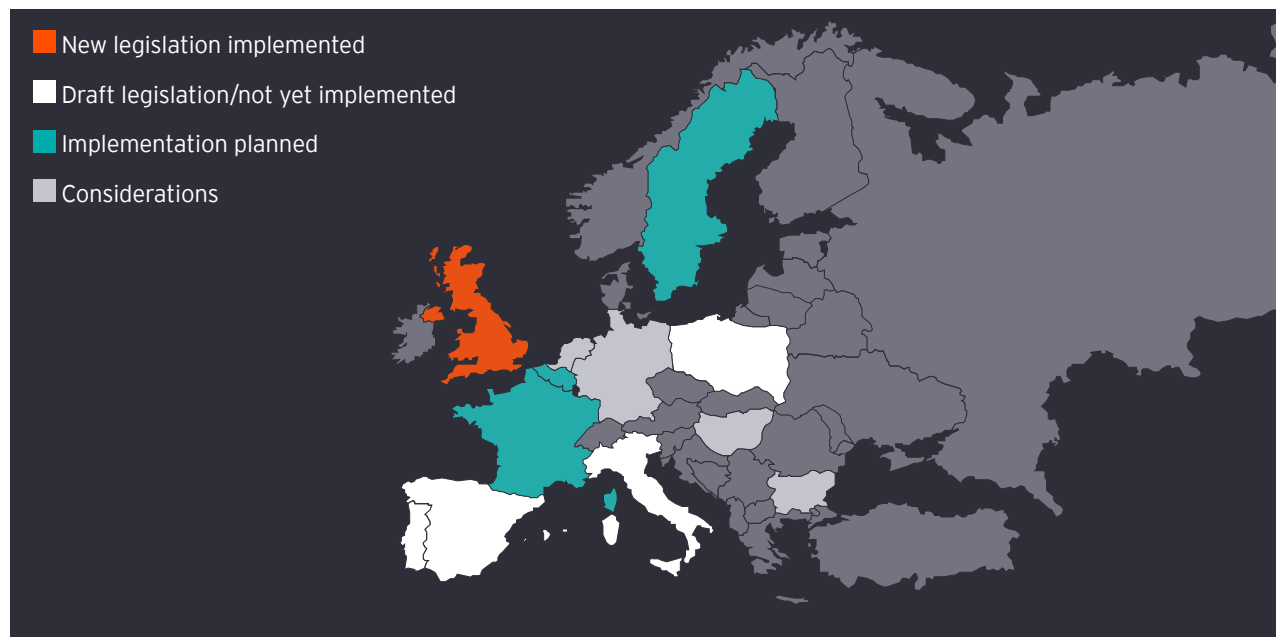 New legislation implemented
Draft legislation/not yet implemented
Implementation planned
Considerations